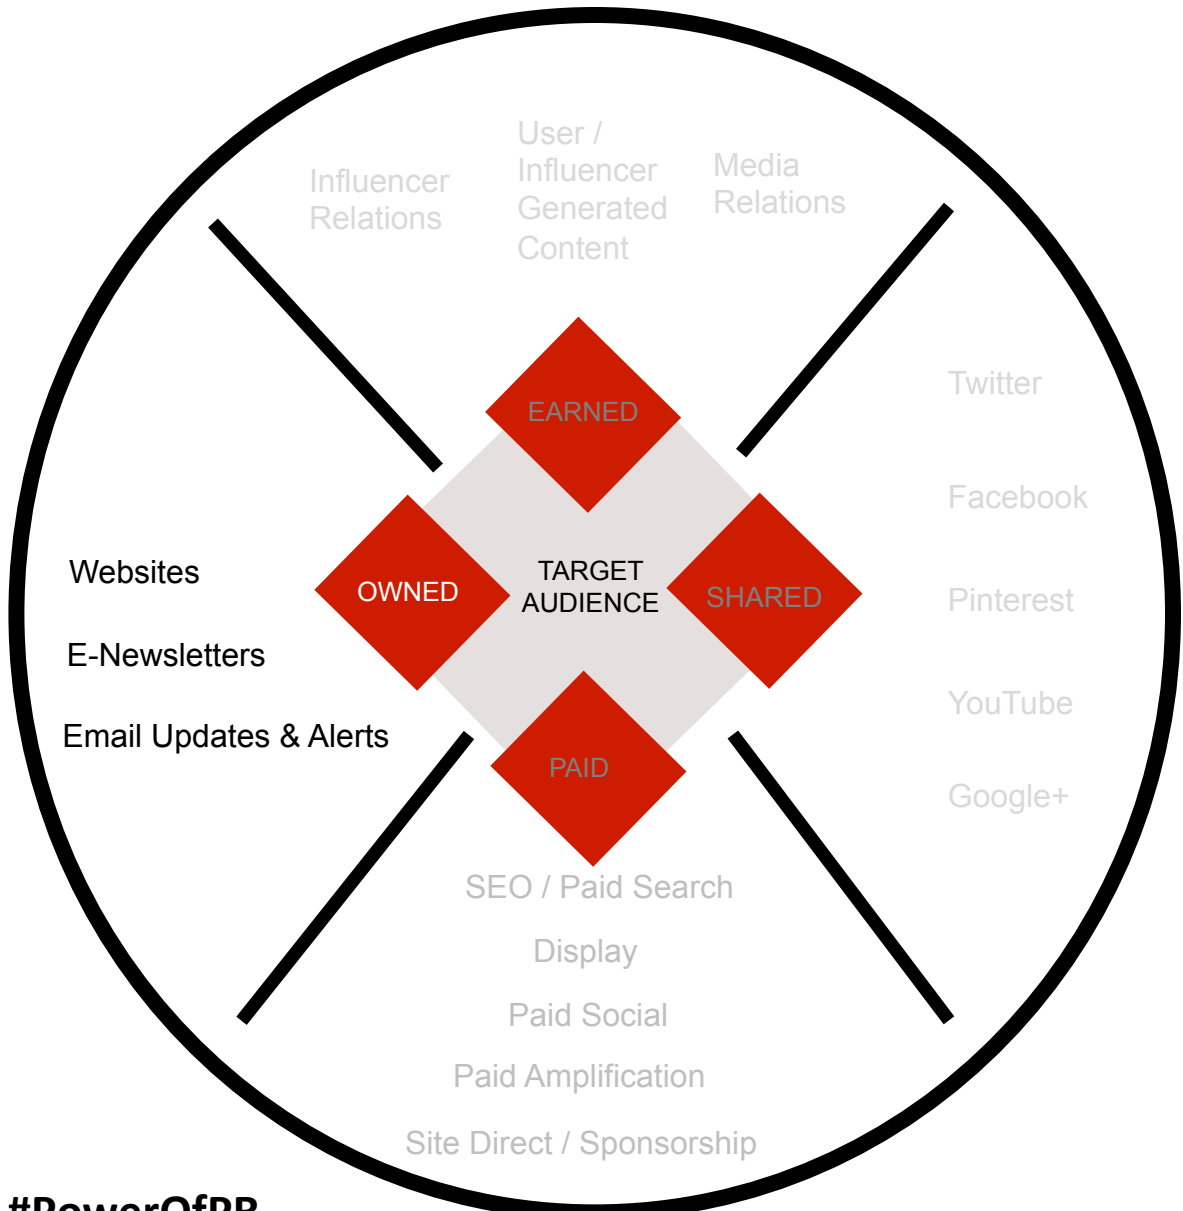 User /
Influencer
Generated
Content
Influencer
Relations
Media
Relations
EARNED
Twitter
Facebook
Pinterest
YouTube
Google+
Websites
E-Newsletters
Email Updates & Alerts
OWNED
TARGET
AUDIENCE
SHARED
PAID
SEO / Paid Search
Display
Paid Social
Paid Amplification
Site Direct / Sponsorship
#PowerOfPR